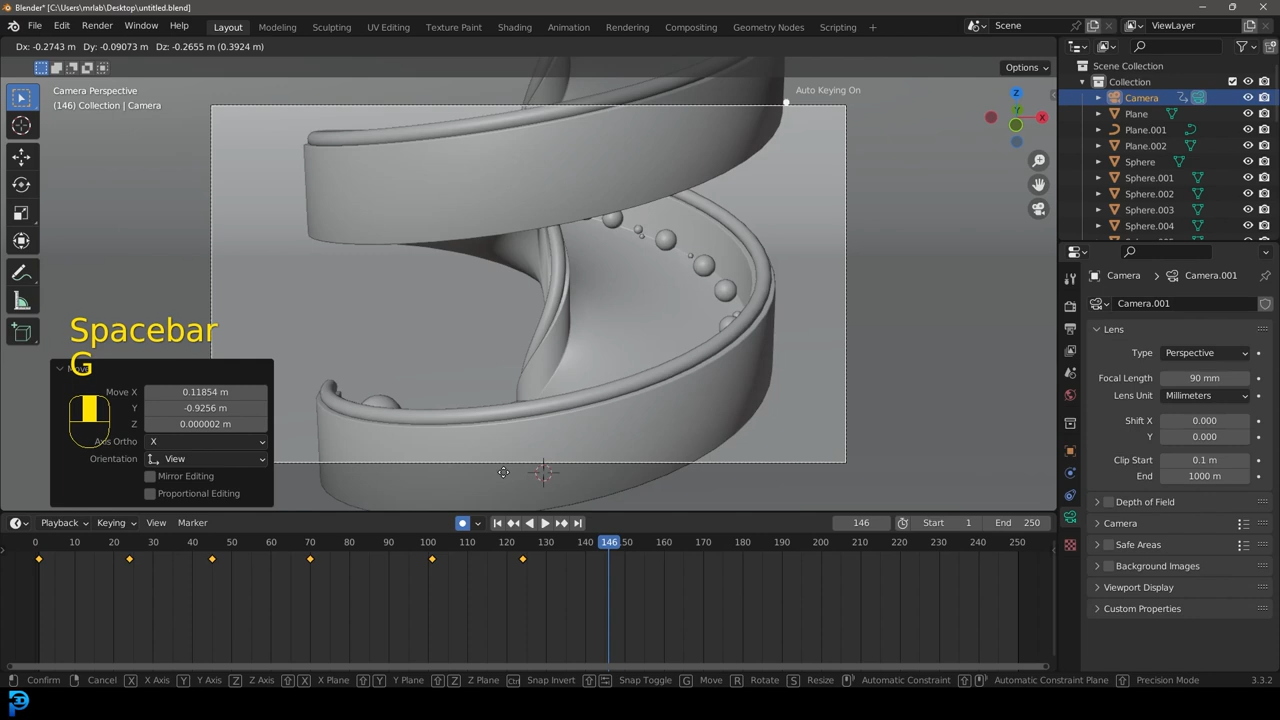 Blender* [C:\Users\mrlab\Desktop\untitled.blend]
File Edit Render Window Help Layout Modeling Sculpting UV Editing Texture Paint Shading Animation Rendering Compositing Geometry Nodes Scripting Scene ViewLayer
Dx: -0.2743 m Dy: -0.09073 m Dz: -0.2655 m (0.3924 m)
Options
Camera Perspective
(146) Collection | Camera
Auto Keying On
Z
Y
X
Scene Collection
Collection
Camera
Plane
Plane.001
Plane.002
Sphere
Sphere.001
Sphere.002
Sphere.003
Sphere.004
Camera > Camera.001
Camera.001
Lens
Type Perspective
Focal Length 90 mm
Lens Unit Millimeters
Shift X 0.000
Y 0.000
Clip Start 0.1 m
End 1000 m
Depth of Field
Camera
Safe Areas
Background Images
Viewport Display
Custom Properties
Spacebar
G
Move X 0.11854 m
Y -0.9256 m
Z 0.000002 m
Axis Ortho X
Orientation View
Mirror Editing
Proportional Editing
Playback Keying View Marker 146 Start 1 End 250
0 10 20 30 40 50 60 70 80 90 100 110 120 130 140 146 50 160 170 180 190 200 210 220 230 240 250
Confirm Cancel X X Axis Y Y Axis Z Z Axis X X Plane Y Y Plane Z Z Plane Ctrl Snap Invert Snap Toggle G Move R Rotate S Resize Automatic Constraint Automatic Constraint Plane Precision Mode 3.3.2